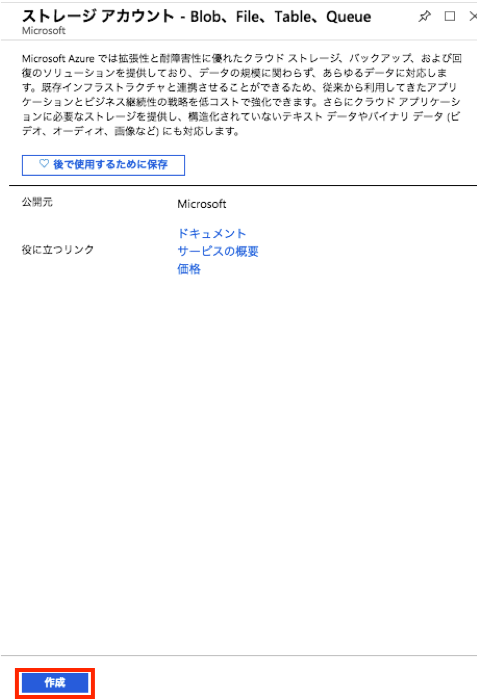 ストレージ アカウント - Blob、File、Table、Queue
Microsoft
Microsoft Azure では拡張性と耐障害性に優れたクラウド ストレージ、バックアップ、および回
復のソリューションを提供しており、データの規模に関わらず、あらゆるデータに対応しま
す。既存インフラストラクチャと連携させることができるため、従来から利用してきたアプリ
ケーションとビジネス継続性の戦略を低コストで強化できます。さらにクラウド アプリケーシ
ョンに必要なストレージを提供し、構造化されていないテキスト データやバイナリ データ (ビ
デオ、オーディオ、画像など) にも対応します。
後で使用するために保存
公開元 Microsoft
ドキュメント
役に立つリンク サービスの概要
価格
作成